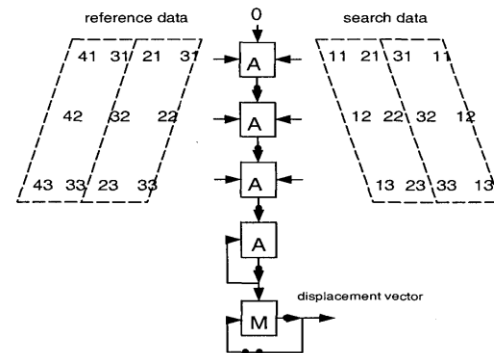 reference data 0 search data
41 31 21 31 A 11 21 31 11
42 32 22 A 12 22 32 12
43 33 23 33 A 13 23 33 13
A
displacement vector
M